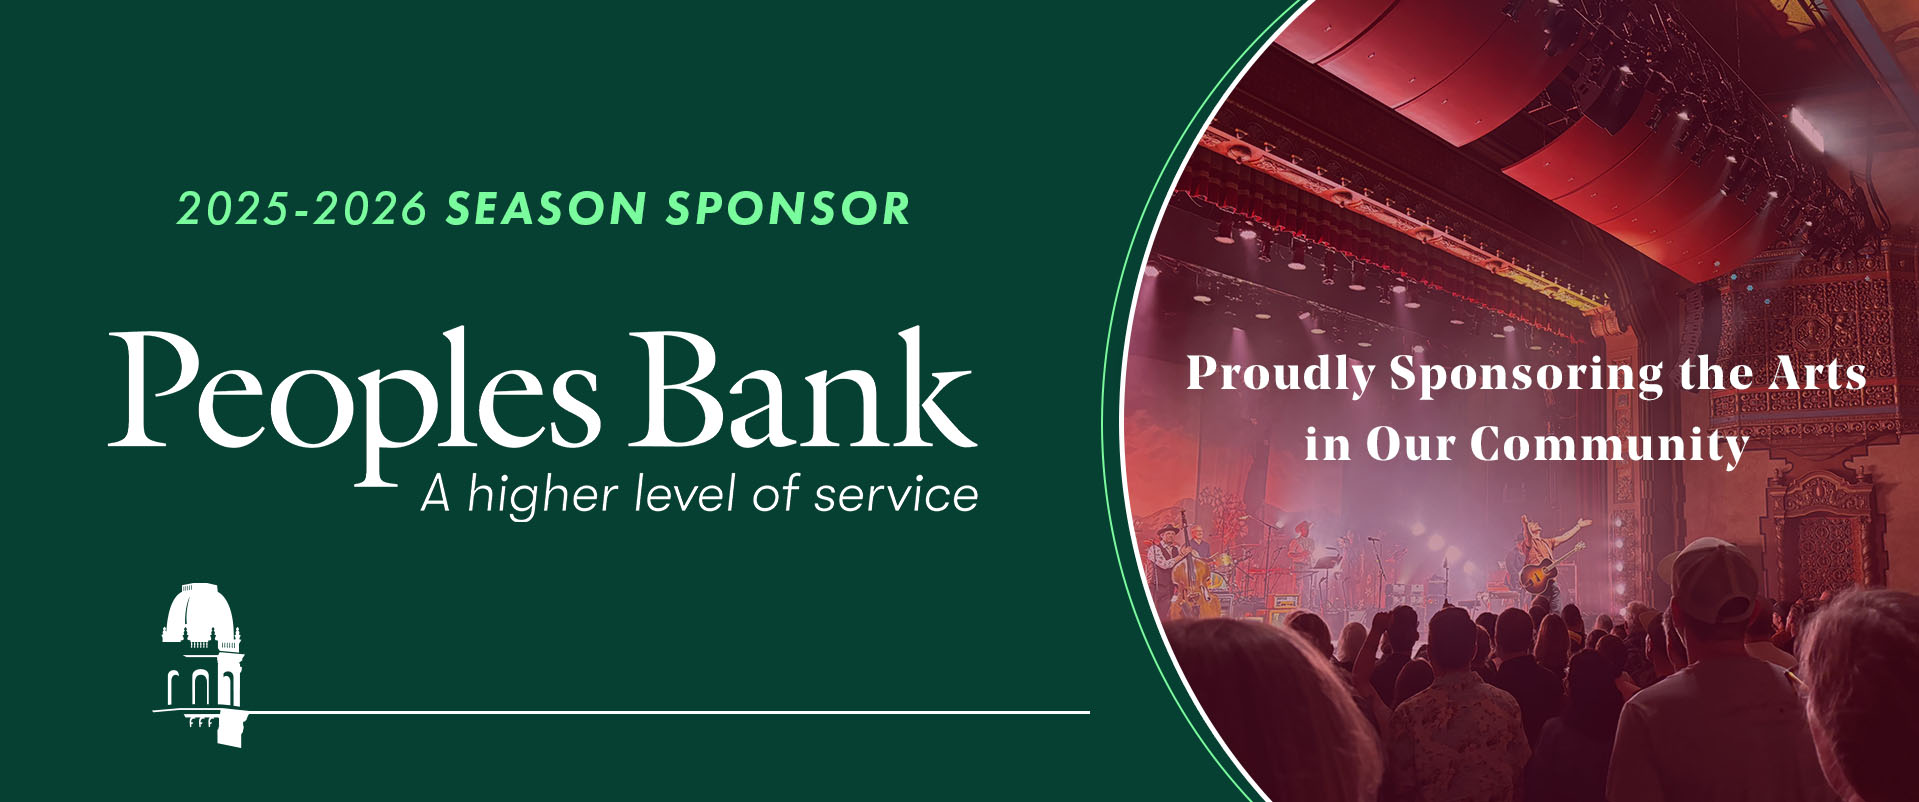 2025-2026 SEASON SPONSOR
Peoples Bank
A higher level of service
Proudly Sponsoring the Arts
in Our Community